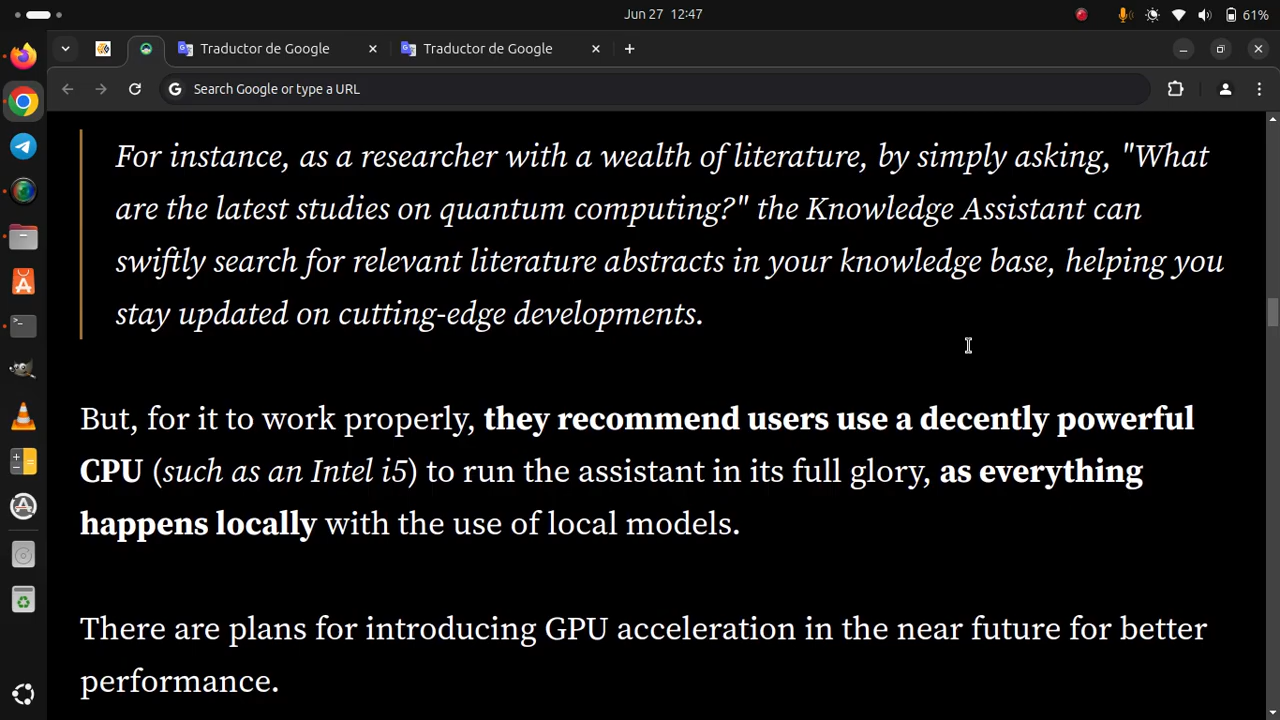 Jun 27 12:47
61%
Traductor de Google
Traductor de Google
Search Google or type a URL
For instance, as a researcher with a wealth of literature, by simply asking, "What
are the latest studies on quantum computing?" the Knowledge Assistant can
swiftly search for relevant literature abstracts in your knowledge base, helping you
stay updated on cutting-edge developments.
But, for it to work properly, they recommend users use a decently powerful
CPU (such as an Intel i5) to run the assistant in its full glory, as everything
happens locally with the use of local models.
There are plans for introducing GPU acceleration in the near future for better
performance.